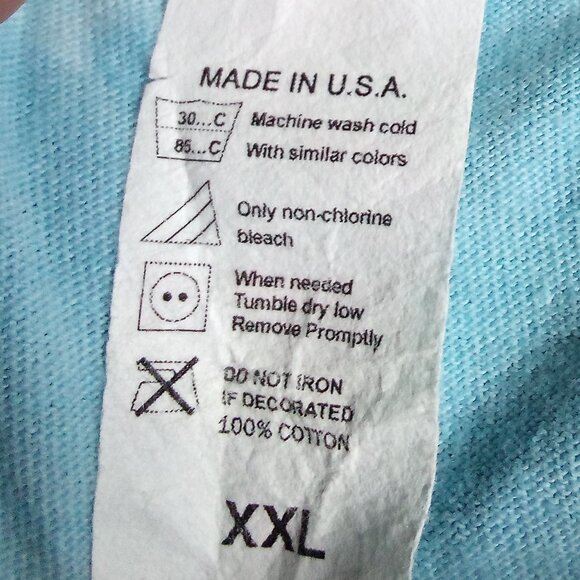 MADE IN U.S.A.
30...C Machine wash cold
85...C With similar colors
Only non-chlorine
bleach
When needed
Tumble dry low
Remove Promptly
DO NOT IRON
IF DECORATED
100% COTTON
XXL